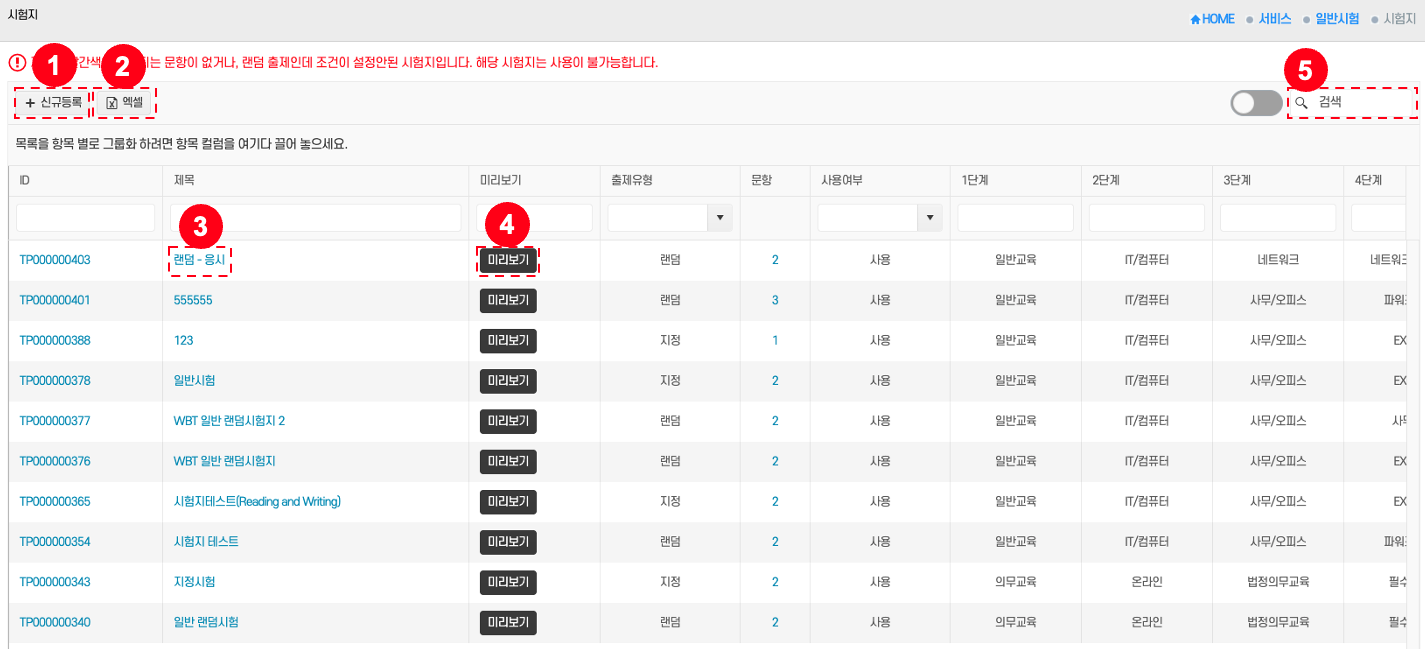 시험지
HOME ● 서비스 ● 일반시험 ● 시험지
간색 는 문항이 없거나, 랜덤 출제인데 조건이 설정안된 시험지입니다. 해당 시험지는 사용이 불가능합니다.
1 2 5
+ 신규등록 엑셀 검색
목록을 항목 별로 그룹화 하려면 항목 컬럼을 여기다 끌어 놓으세요.
ID 제목 미리보기 출제유형 문항 사용여부 1단계 2단계 3단계 4단계
3 4
TP000000403 랜덤 - 응시 미리보기 랜덤 2 사용 일반교육 IT/컴퓨터 네트워크
TP000000401 555555 미리보기 랜덤 3 사용 일반교육 IT/컴퓨터 사무/오피스 파워
TP000000388 123 미리보기 지정 1 사용 일반교육 IT/컴퓨터 사무/오피스 EX
TP000000378 일반시험 미리보기 지정 2 사용 일반교육 IT/컴퓨터 사무/오피스 EX
TP000000377 WBT 일반 랜덤시험지 2 미리보기 랜덤 2 사용 일반교육 IT/컴퓨터 사무/오피스
TP000000376 WBT 일반 랜덤시험지 미리보기 랜덤 2 사용 일반교육 IT/컴퓨터 사무/오피스 EX
TP000000365 시험지테스트(Reading and Writing) 미리보기 지정 2 사용 일반교육 IT/컴퓨터 사무/오피스 EX
TP000000354 시험지 테스트 미리보기 랜덤 2 사용 일반교육 IT/컴퓨터 사무/오피스 파워
TP000000343 지정시험 미리보기 지정 2 사용 의무교육 온라인 법정의무교육 필수
TP000000340 일반 랜덤시험 미리보기 랜덤 2 사용 의무교육 온라인 법정의무교육 필수